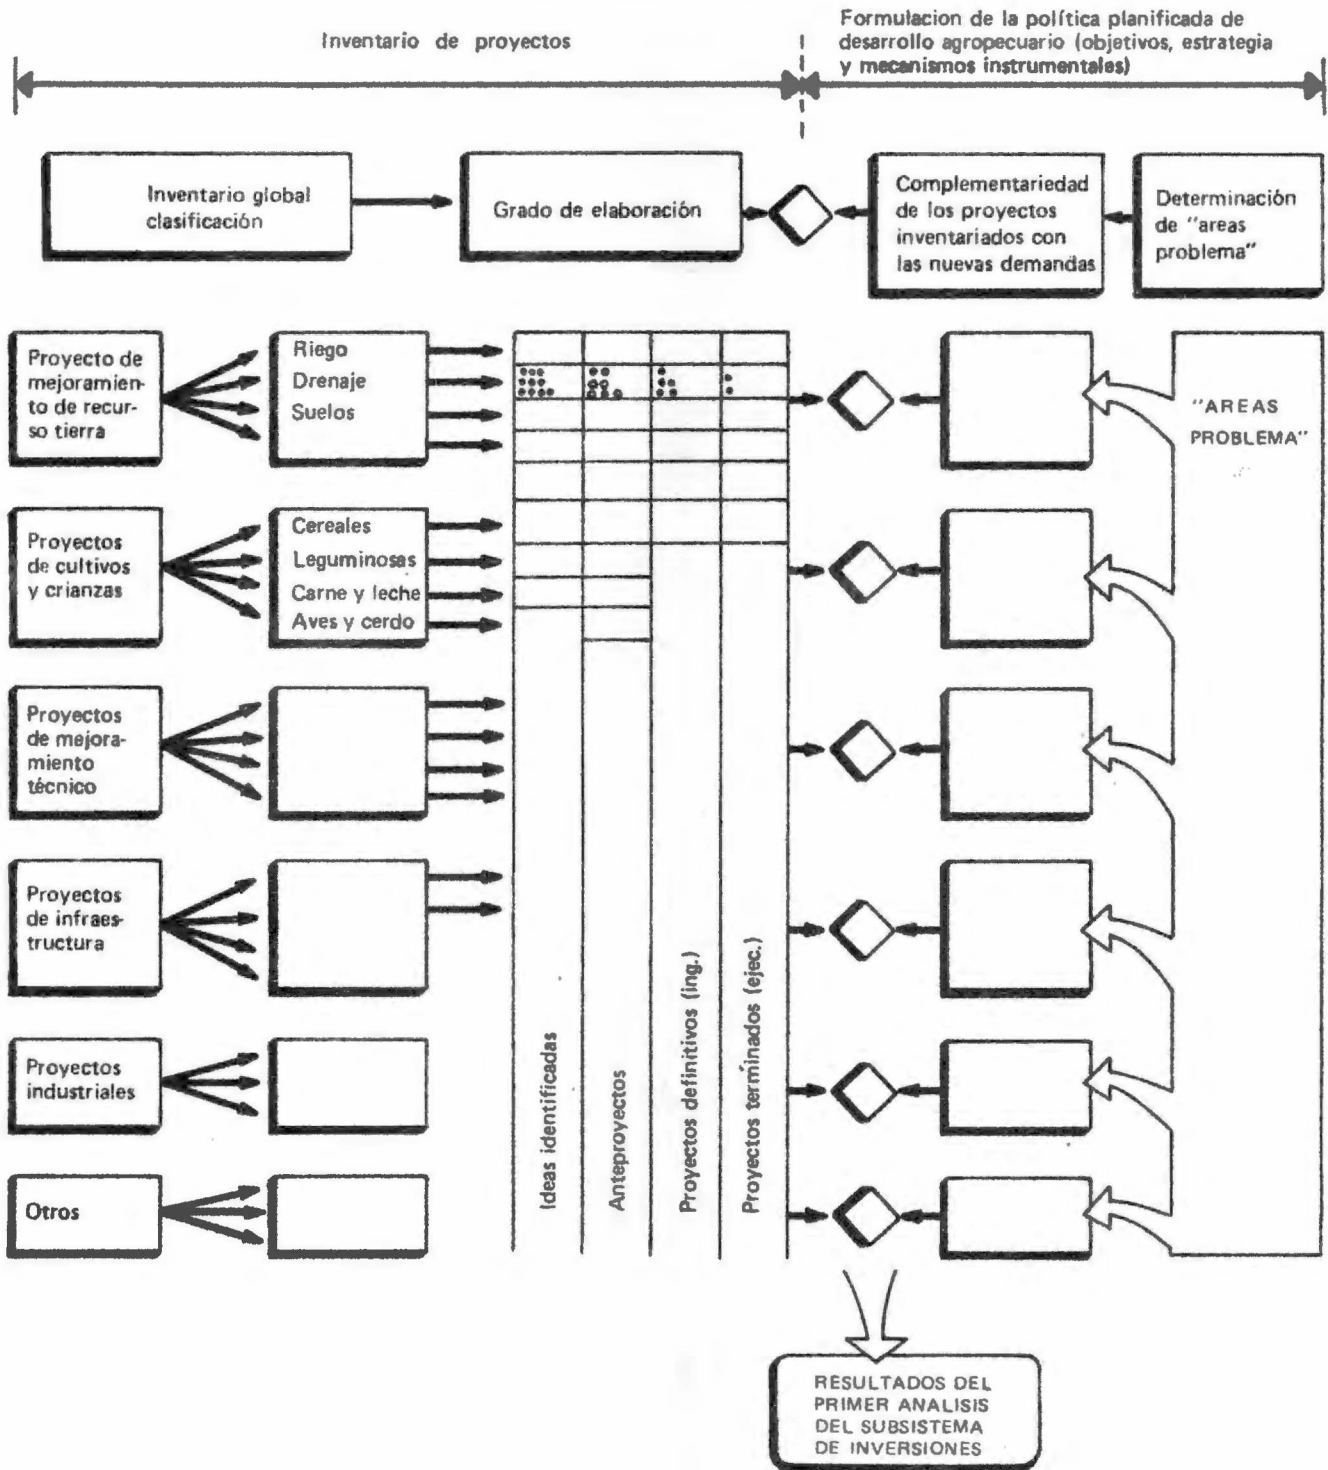 Inventario de proyectos
Formulacion de la política planificada de
desarrollo agropecuario (objetivos, estrategia
y mecanismos instrumentales)
Inventario global
clasificación
Grado de elaboración
Complementariedad
de los proyectos
inventariados con
las nuevas demandas
Determinación
de "areas
problema"
Proyecto de
mejoramien-
to de recur-
so tierra
Riego
Drenaje
Suelos
"AREAS
PROBLEMA"
Proyectos
de cultivos
y crianzas
Cereales
Leguminosas
Carne y leche
Aves y cerdo
Proyectos
de mejora-
miento
técnico
Proyectos
de infraes-
tructura
Proyectos
industriales
Otros
Ideas identificadas
Anteproyectos
Proyectos definitivos (ing.)
Proyectos terminados (ejec.)
RESULTADOS DEL
PRIMER ANALISIS
DEL SUBSISTEMA
DE INVERSIONES